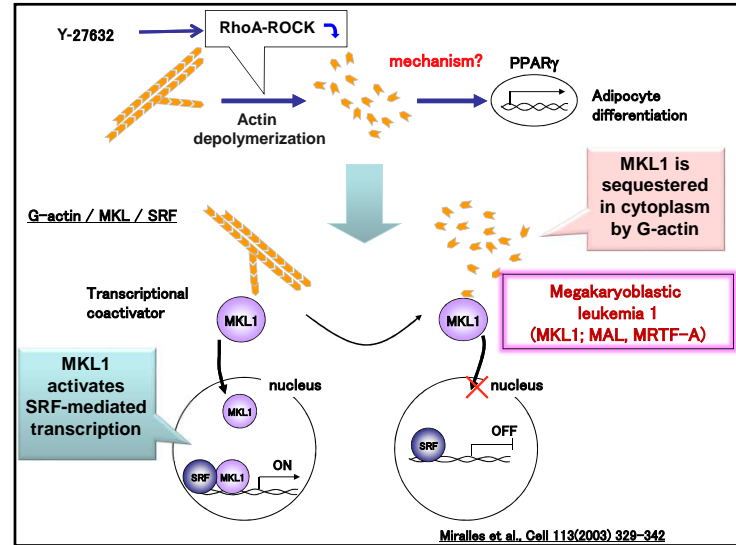 Y-27632
RhoA-ROCK
mechanism?
PPARγ
Actin
depolymerization
Adipocyte
differentiation
MKL1 is
sequestered
in cytoplasm
by G-actin
G-actin / MKL / SRF
Transcriptional
coactivator
MKL1
MKL1
Megakaryoblastic
leukemia 1
(MKL1; MAL, MRTF-A)
MKL1
activates
SRF-mediated
transcription
nucleus
MKL1
SRF
MKL1
ON
nucleus
SRF
OFF
Miralles et al., Cell 113(2003) 329-342